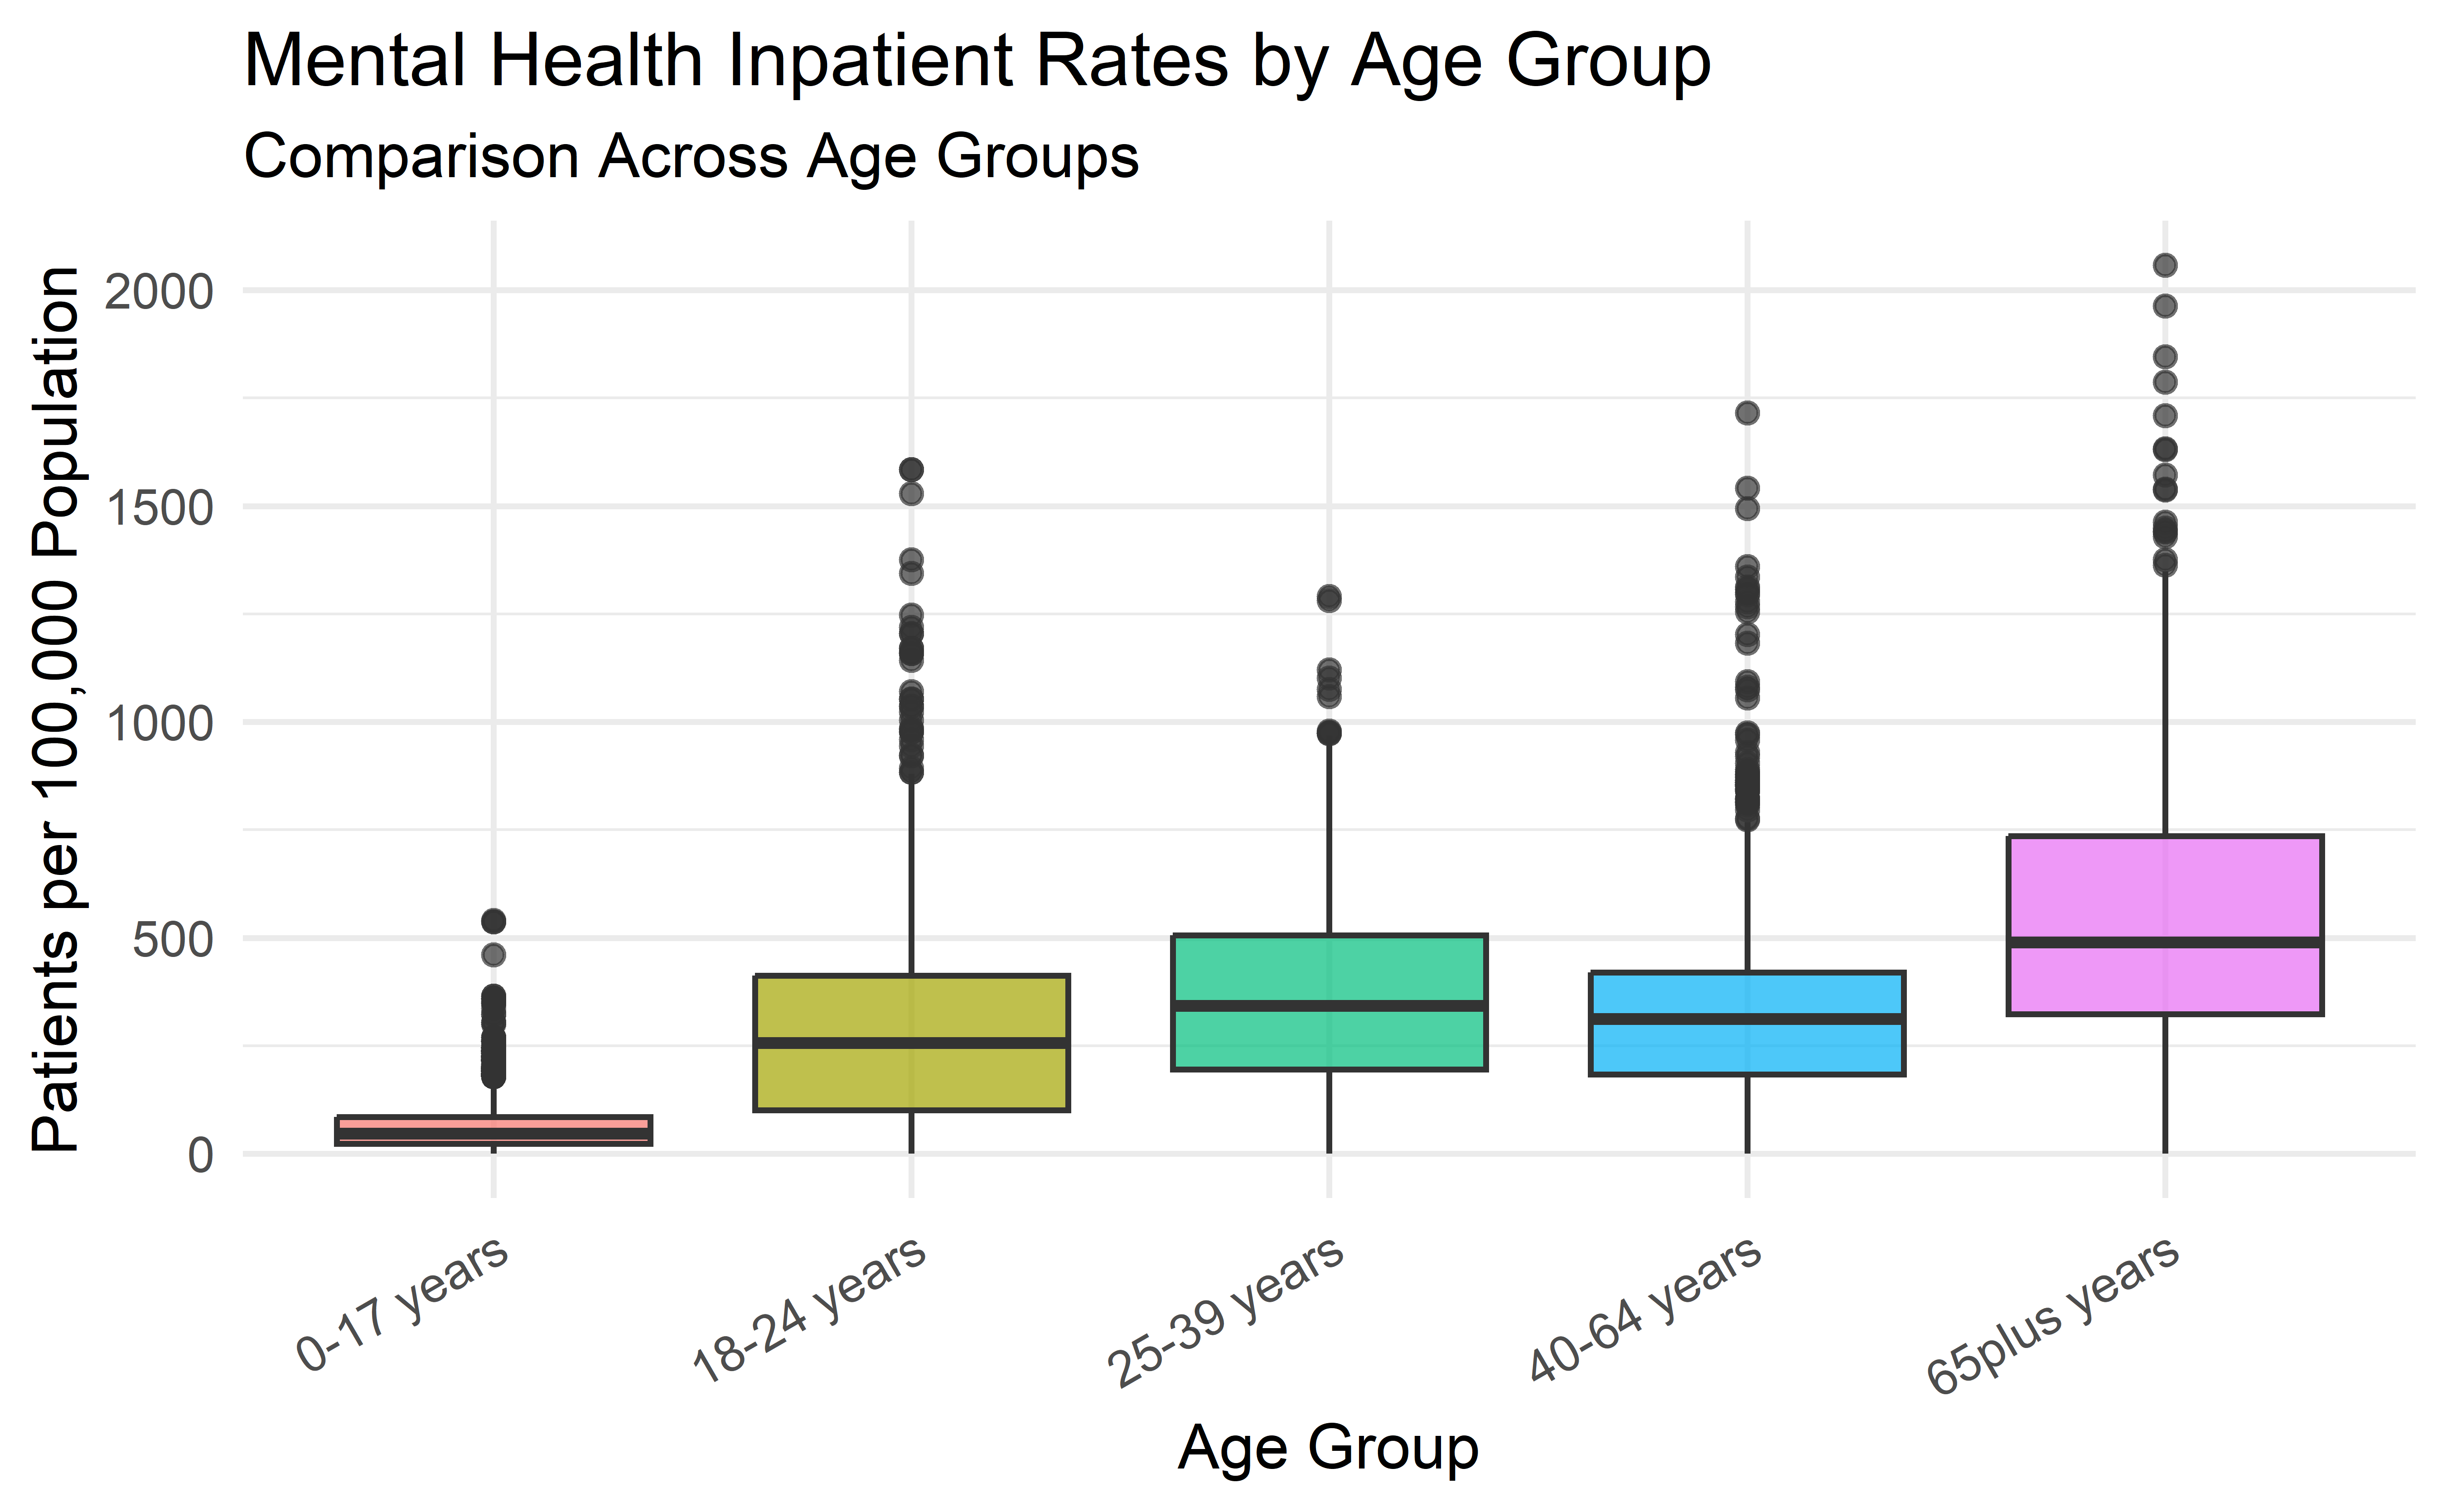 Mental Health Inpatient Rates by Age Group
Comparison Across Age Groups
Patients per 100,000 Population
2000
1500
1000
500
0
0-17 years
18-24 years
25-39 years
40-64 years
65plus years
Age Group